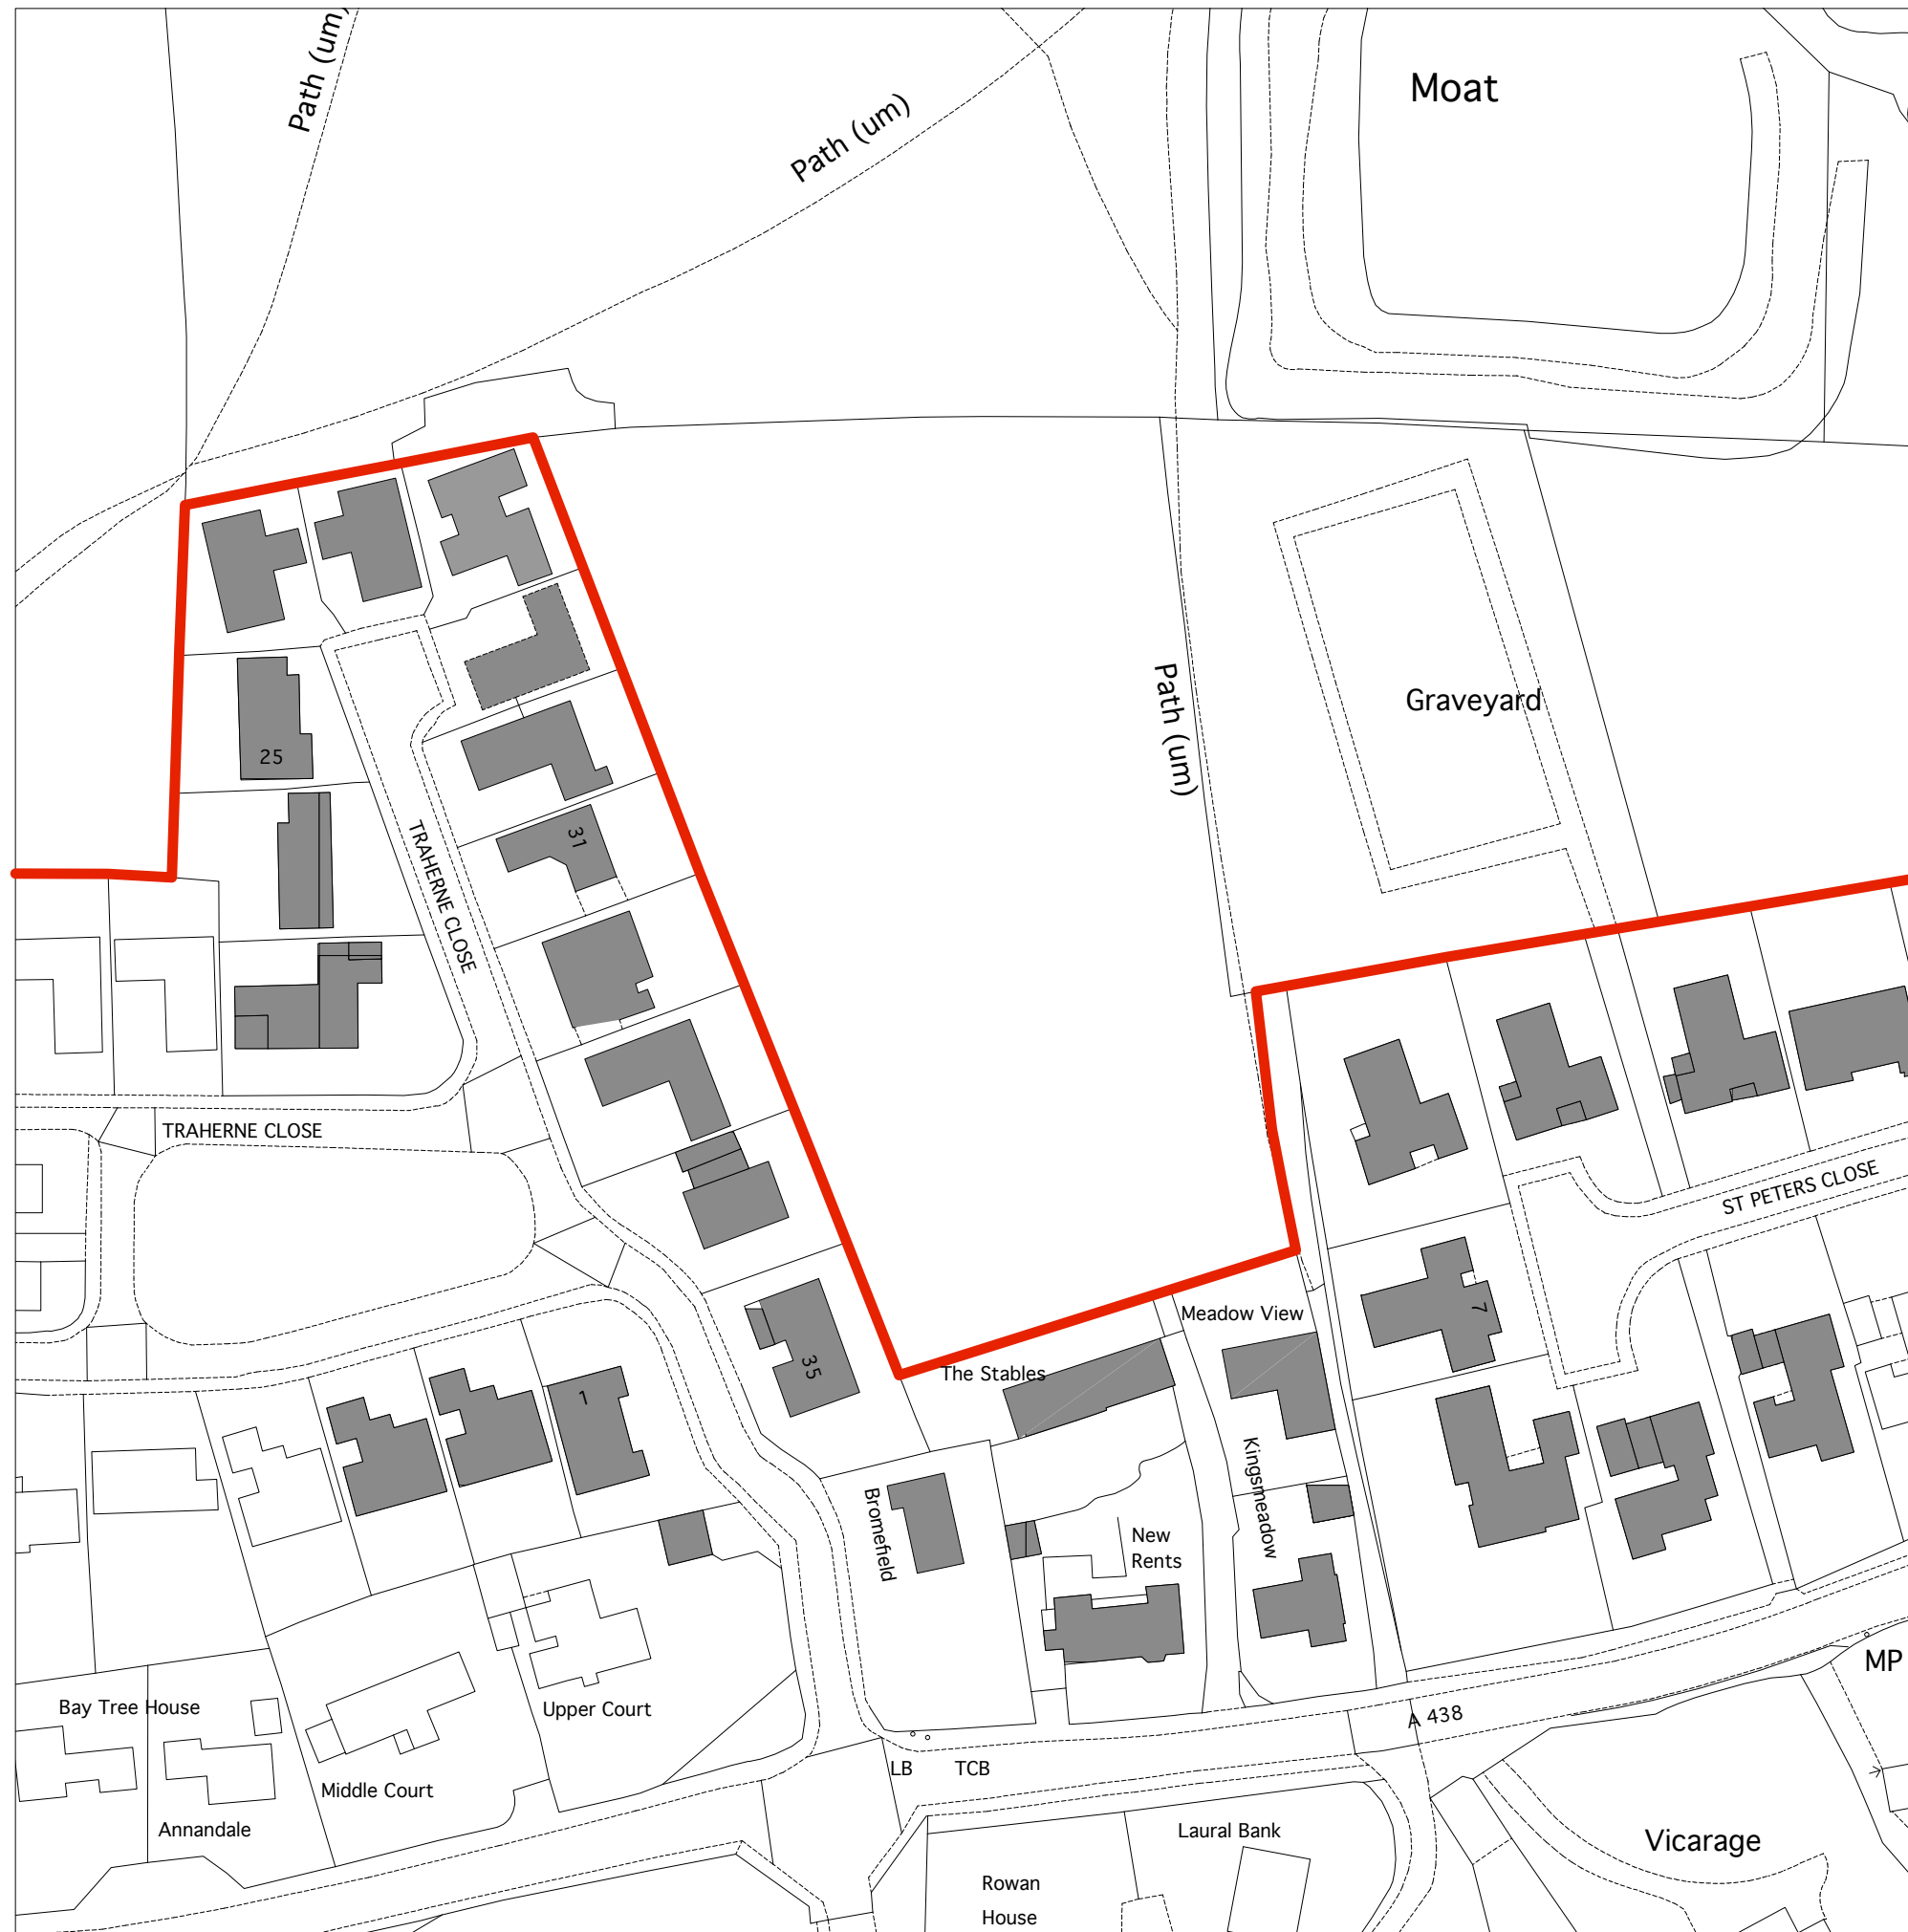 Path (um)
Moat
Path (um)
Path (um)
Graveyard
25
31
TRAHERNE CLOSE
TRAHERNE CLOSE
ST PETERS CLOSE
Meadow View
7
35
The Stables
1
Kingsmeadow
Bromefield
New
Rents
MP
Bay Tree House
Upper Court
A 438
LB
TCB
Middle Court
Annandale
Laural Bank
Vicarage
Rowan
House